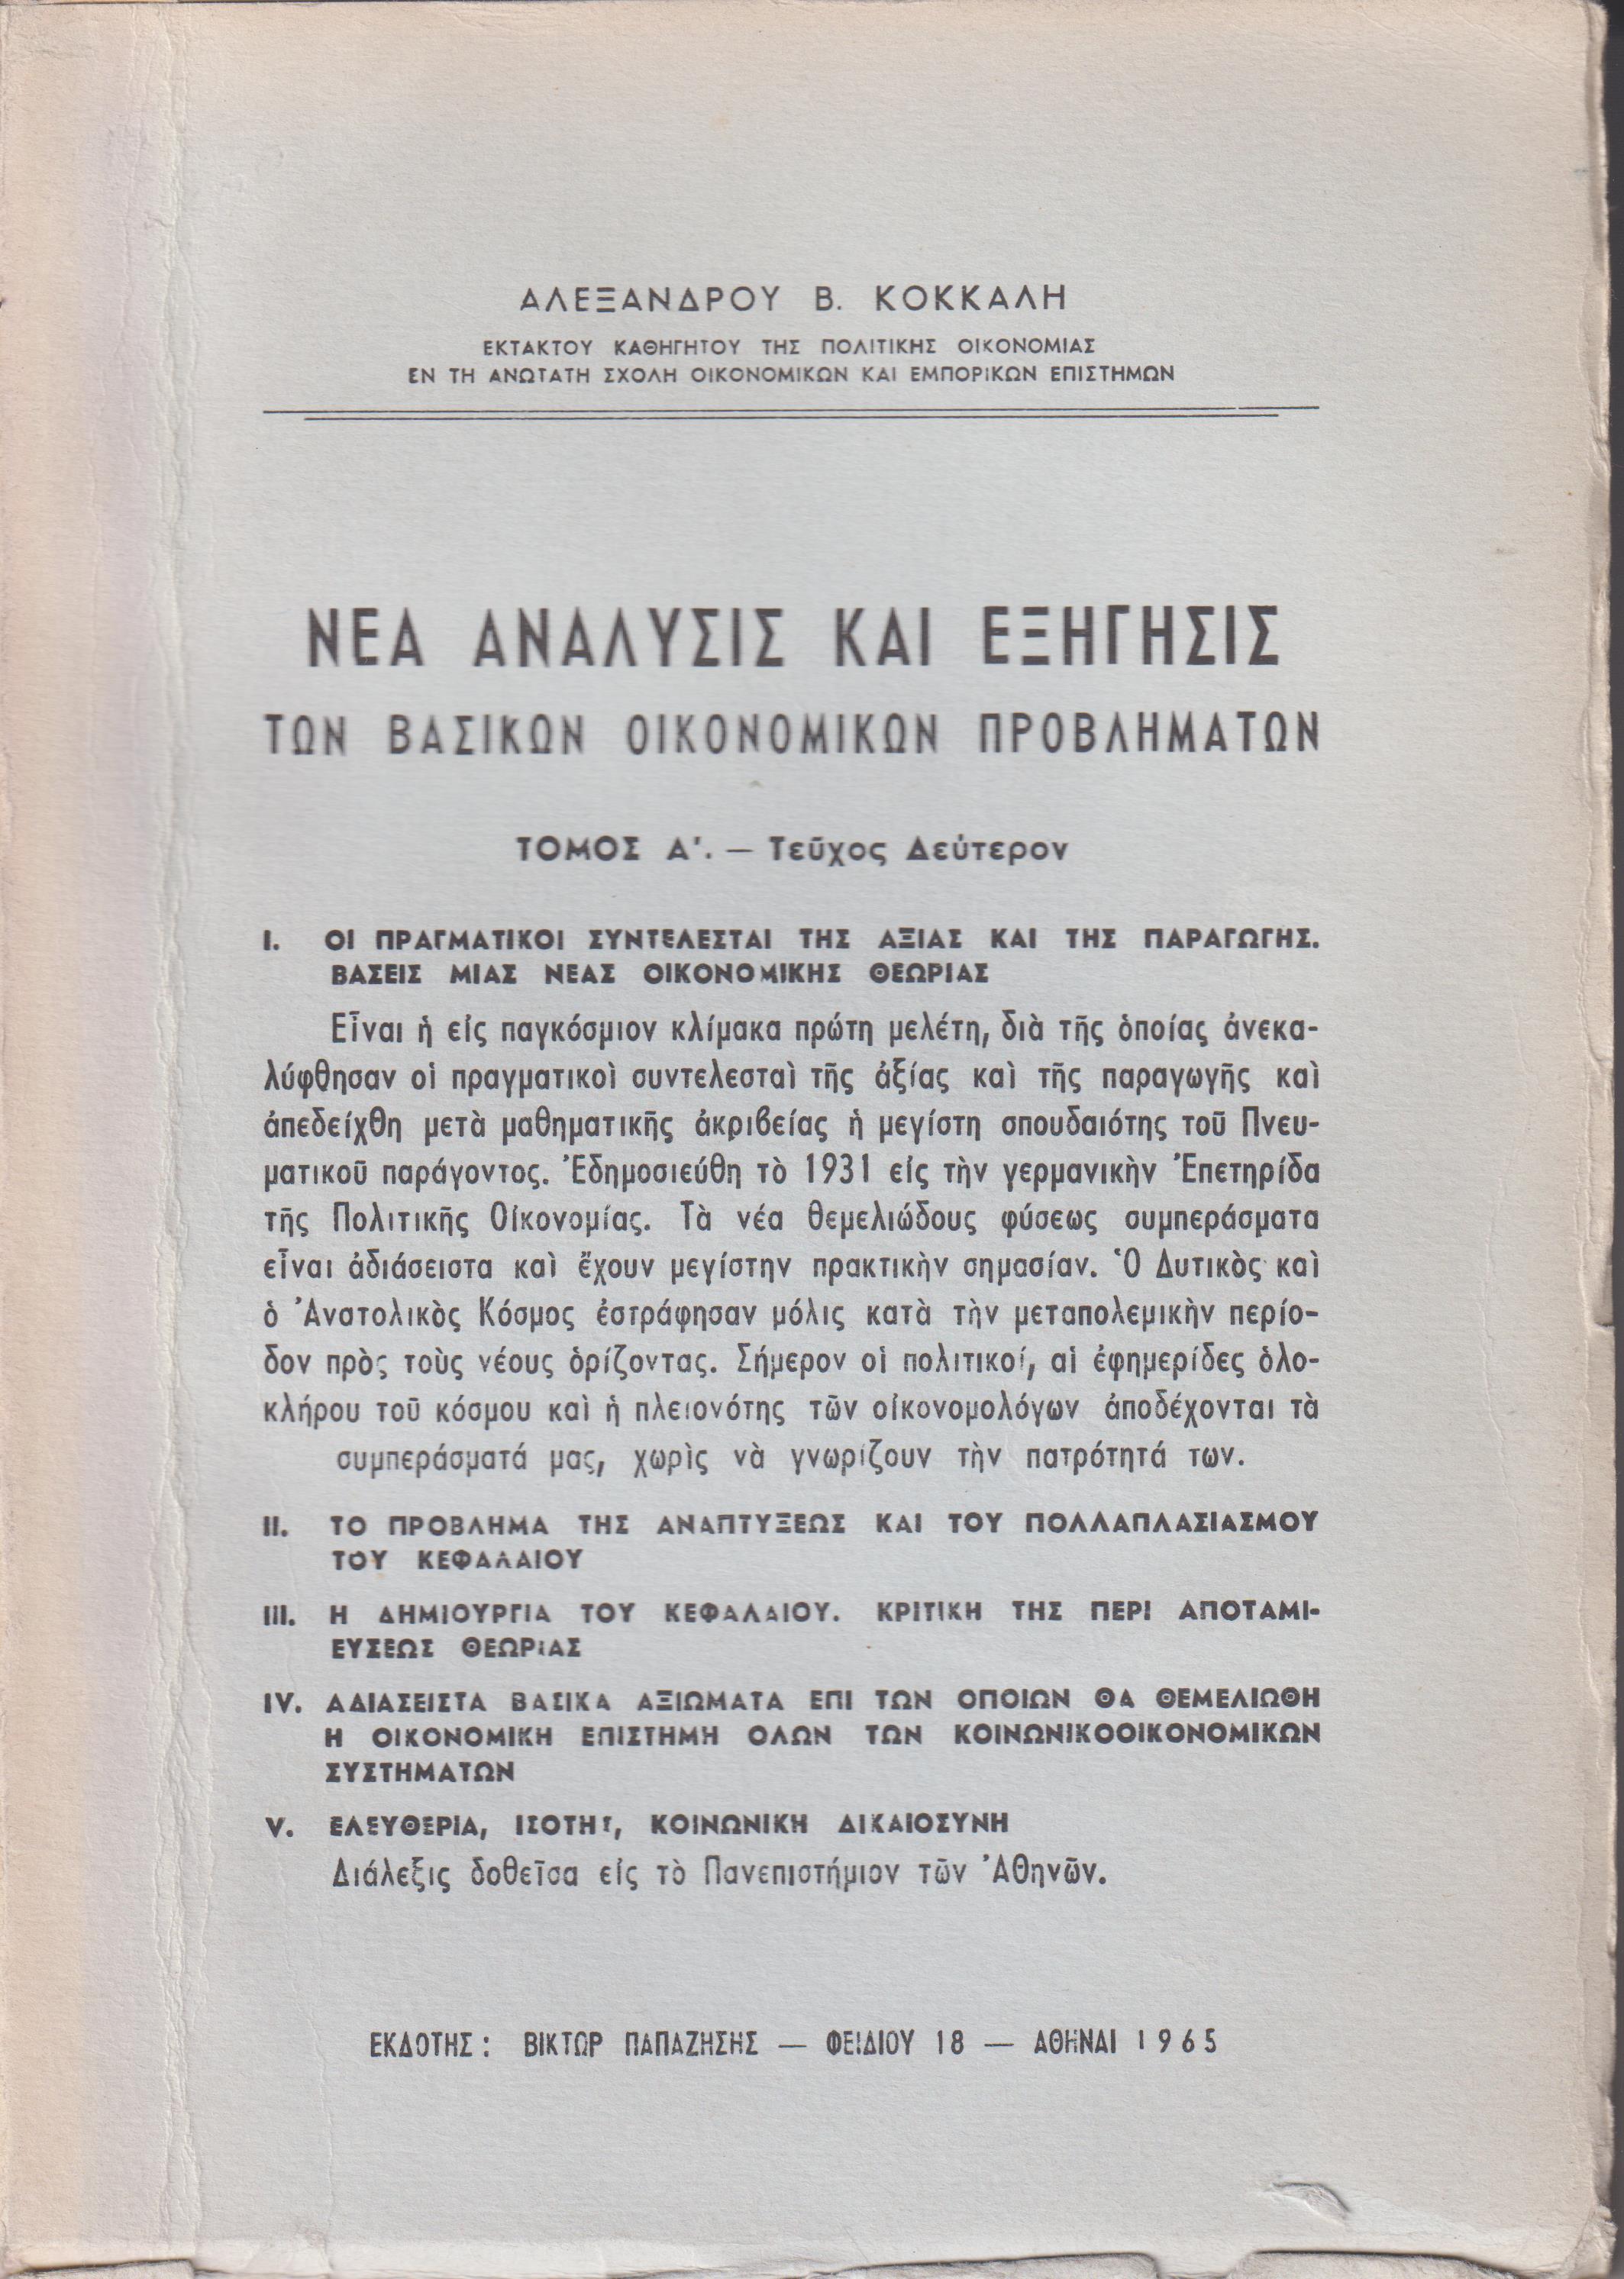 ΑΛΕΞΑΝΔΡΟΥ Β. ΚΟΚΚΑΛΗ
ΕΚΤΑΚΤΟΥ ΚΑΘΗΓΗΤΟΥ ΤΗΣ ΠΟΛΙΤΙΚΗΣ ΟΙΚΟΝΟΜΙΑΣ
ΕΝ ΤΗ ΑΝΩΤΑΤΗ ΣΧΟΛΗ ΟΙΚΟΝΟΜΙΚΩΝ ΚΑΙ ΕΜΠΟΡΙΚΩΝ ΕΠΙΣΤΗΜΩΝ
ΝΕΑ ΑΝΑΛΥΣΙΣ ΚΑΙ ΕΞΗΓΗΣΙΣ
ΤΩΝ ΒΑΣΙΚΩΝ ΟΙΚΟΝΟΜΙΚΩΝ ΠΡΟΒΛΗΜΑΤΩΝ
ΤΟΜΟΣ Α'. — Τεῦχος Δεύτερον
I. ΟΙ ΠΡΑΓΜΑΤΙΚΟΙ ΣΥΝΤΕΛΕΣΤΑΙ ΤΗΣ ΑΞΙΑΣ ΚΑΙ ΤΗΣ ΠΑΡΑΓΩΓΗΣ.
ΒΑΣΕΙΣ ΜΙΑΣ ΝΕΑΣ ΟΙΚΟΝΟΜΙΚΗΣ ΘΕΩΡΙΑΣ
Εἶναι ἡ εἰς παγκόσμιον κλίμακα πρώτη μελέτη, διὰ τῆς ὁποίας ἀνεκα-
λύφθησαν οἱ πραγματικοὶ συντελεσταὶ τῆς ἀξίας καὶ τῆς παραγωγῆς καὶ
ἀπεδείχθη μετὰ μαθηματικῆς ἀκριβείας ἡ μεγίστη σπουδαιότης τοῦ Πνευ-
ματικοῦ παράγοντος. Ἐδημοσιεύθη τὸ 1931 εἰς τὴν γερμανικὴν Ἐπετηρίδα
τῆς Πολιτικῆς Οἰκονομίας. Τὰ νέα θεμελιώδους φύσεως συμπεράσματα
εἶναι ἀδιάσειστα καὶ ἔχουν μεγίστην πρακτικὴν σημασίαν. Ὁ Δυτικὸς καὶ
ὁ Ἀνατολικὸς Κόσμος ἐστράφησαν μόλις κατὰ τὴν μεταπολεμικὴν περίο-
δον πρὸς τοὺς νέους ὁρίζοντας. Σήμερον οἱ πολιτικοί, αἱ ἐφημερίδες ὁλο-
κλήρου τοῦ κόσμου καὶ ἡ πλειονότης τῶν οἰκονομολόγων ἀποδέχονται τὰ
συμπεράσματά μας, χωρὶς νὰ γνωρίζουν τὴν πατρότητά των.
II. ΤΟ ΠΡΟΒΛΗΜΑ ΤΗΣ ΑΝΑΠΤΥΞΕΩΣ ΚΑΙ ΤΟΥ ΠΟΛΛΑΠΛΑΣΙΑΣΜΟΥ
ΤΟΥ ΚΕΦΑΛΑΙΟΥ
III. Η ΔΗΜΙΟΥΡΓΙΑ ΤΟΥ ΚΕΦΑΛΑΙΟΥ. ΚΡΙΤΙΚΗ ΤΗΣ ΠΕΡΙ ΑΠΟΤΑΜΙ-
ΕΥΣΕΩΣ ΘΕΩΡΙΑΣ
IV. ΑΔΙΑΣΕΙΣΤΑ ΒΑΣΙΚΑ ΑΞΙΩΜΑΤΑ ΕΠΙ ΤΩΝ ΟΠΟΙΩΝ ΘΑ ΘΕΜΕΛΙΩΘΗ
Η ΟΙΚΟΝΟΜΙΚΗ ΕΠΙΣΤΗΜΗ ΟΛΩΝ ΤΩΝ ΚΟΙΝΩΝΙΚΟΟΙΚΟΝΟΜΙΚΩΝ
ΣΥΣΤΗΜΑΤΩΝ
V. ΕΛΕΥΘΕΡΙΑ, ΙΣΟΤΗΣ, ΚΟΙΝΩΝΙΚΗ ΔΙΚΑΙΟΣΥΝΗ
Διάλεξις δοθεῖσα εἰς τὸ Πανεπιστήμιον τῶν Ἀθηνῶν.
ΕΚΔΟΤΗΣ: ΒΙΚΤΩΡ ΠΑΠΑΖΗΣΗΣ — ΦΕΙΔΙΟΥ 18 — ΑΘΗΝΑΙ 1965